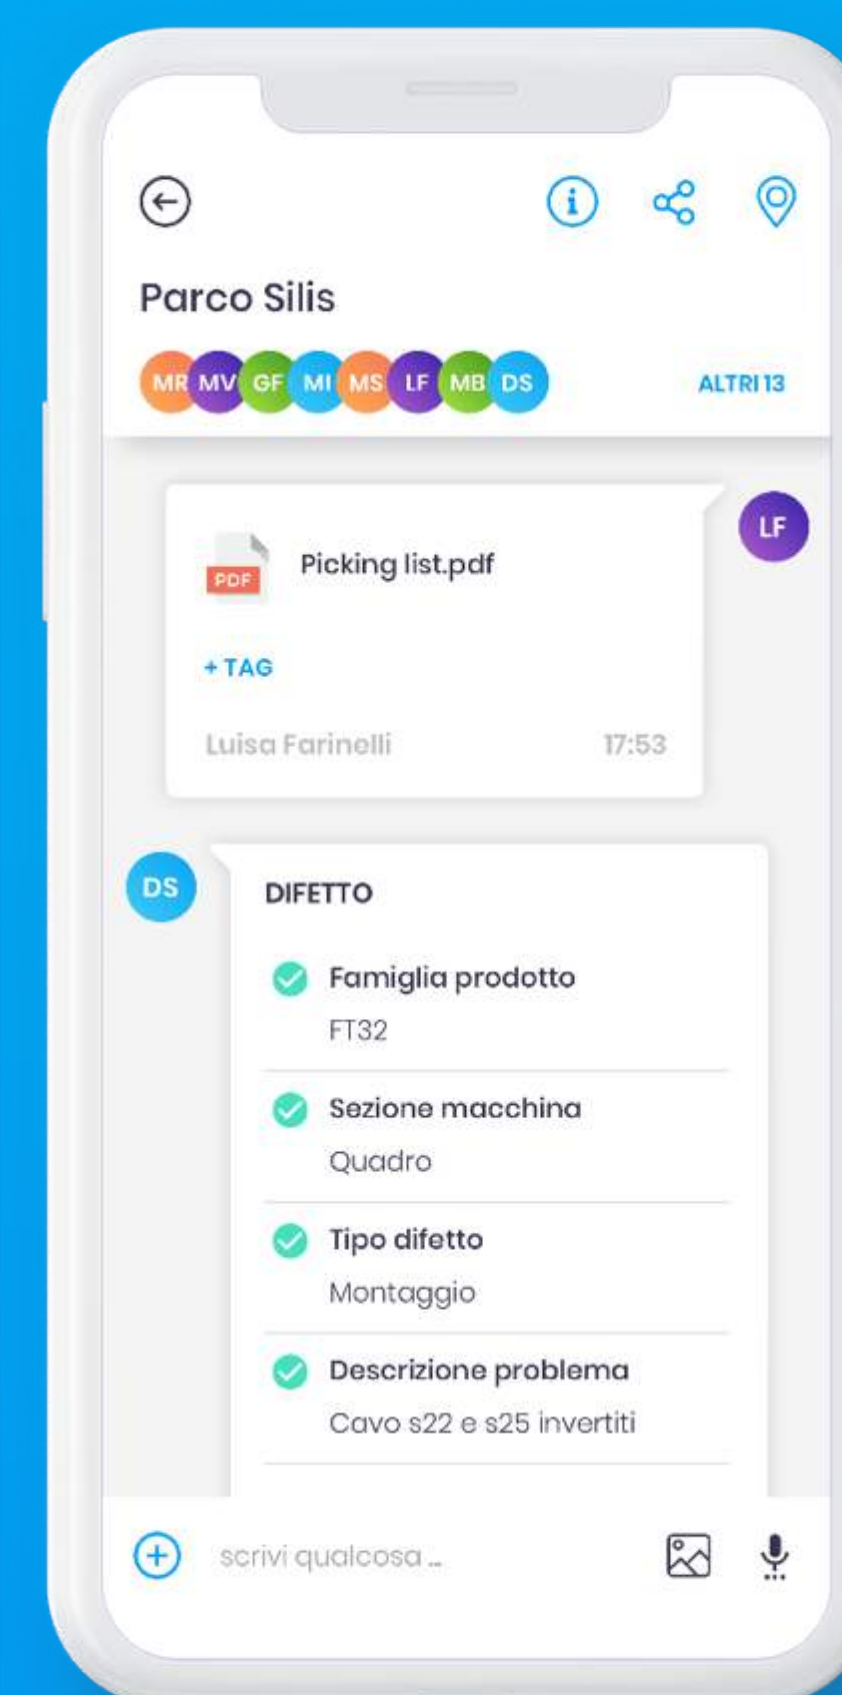 Parco Silis
MR MV GF MI MS LF MB DS
ALTRI 13
LF
PDF
Picking list.pdf
+ TAG
Luisa Farinelli 17:53
DS
DIFETTO
Famiglia prodotto
FT32
Sezione macchina
Quadro
Tipo difetto
Montaggio
Descrizione problema
Cavo s22 e s25 invertiti
scrivi qualcosa ...